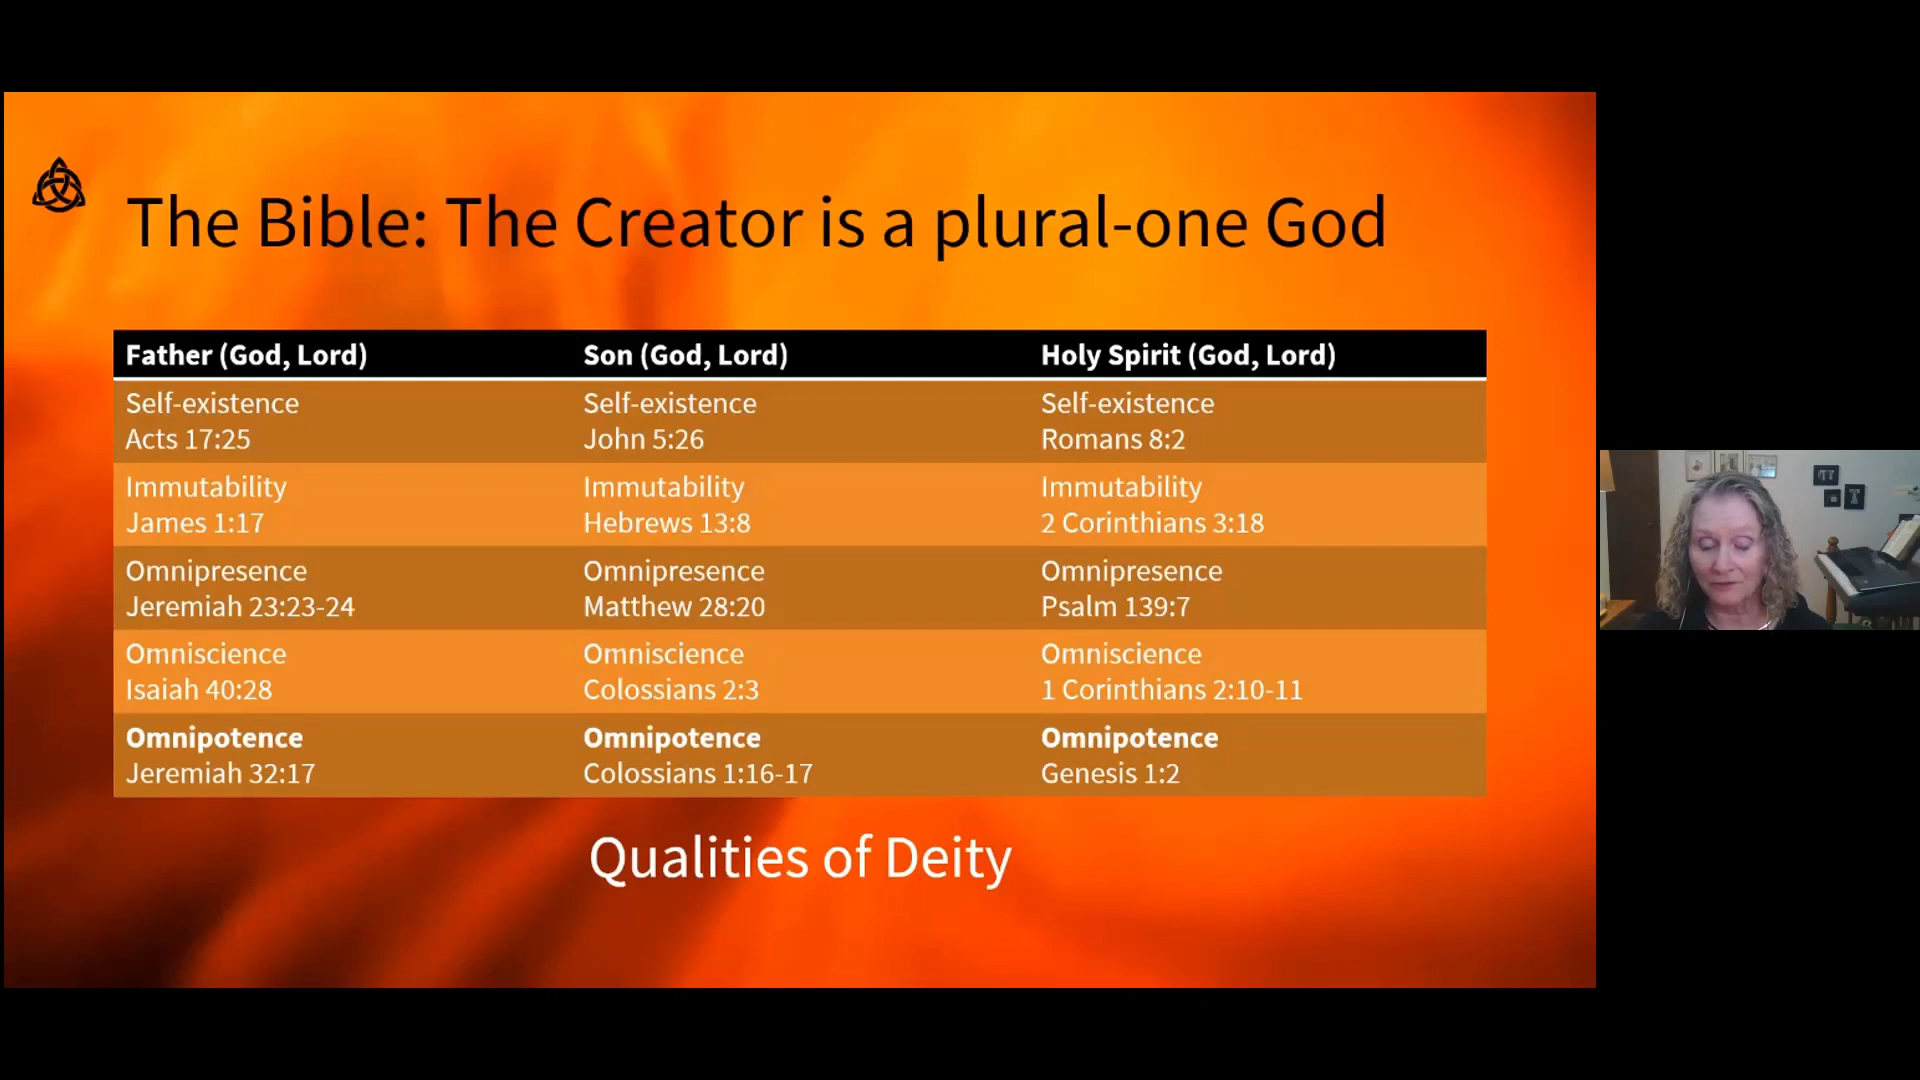 The Bible: The Creator is a plural-one God
Father (God, Lord)
Son (God, Lord)
Holy Spirit (God, Lord)
Self-existence
Acts 17:25
Self-existence
John 5:26
Self-existence
Romans 8:2
Immutability
James 1:17
Immutability
Hebrews 13:8
Immutability
2 Corinthians 3:18
Omnipresence
Jeremiah 23:23-24
Omnipresence
Matthew 28:20
Omnipresence
Psalm 139:7
Omniscience
Isaiah 40:28
Omniscience
Colossians 2:3
Omniscience
1 Corinthians 2:10-11
Omnipotence
Jeremiah 32:17
Omnipotence
Colossians 1:16-17
Omnipotence
Genesis 1:2
Qualities of Deity